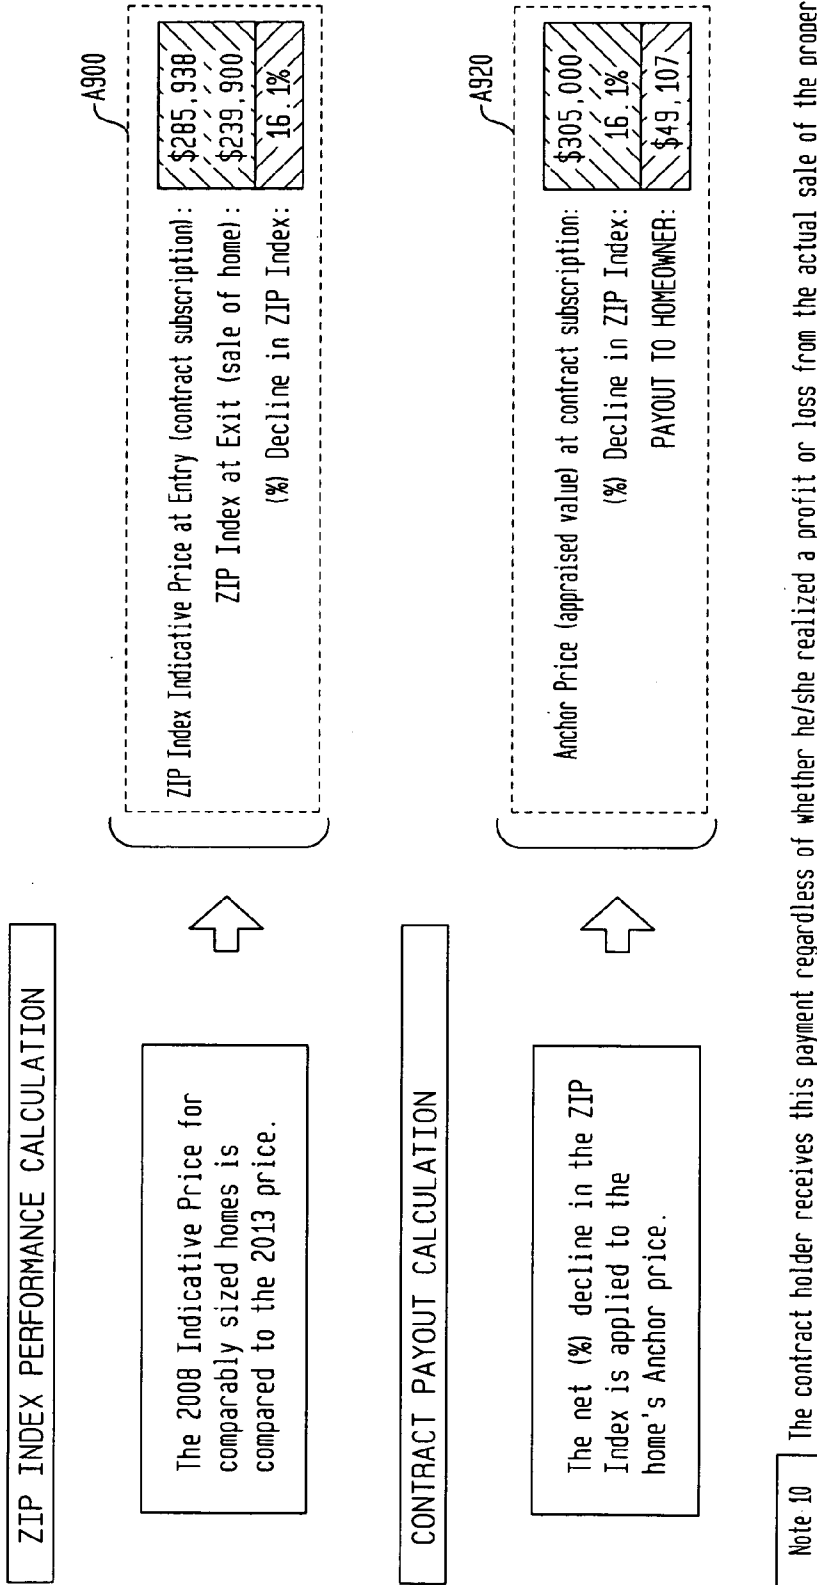 ZIP INDEX PERFORMANCE CALCULATION
The 2008 Indicative Price for
comparably sized homes is
compared to the 2013 price.
A900
ZIP Index Indicative Price at Entry (contract subscription): $285,938
ZIP Index at Exit (sale of home): $239,900
(%) Decline in ZIP Index: 16.1%
CONTRACT PAYOUT CALCULATION
The net (%) decline in the ZIP
Index is applied to the
home's Anchor price.
A920
Anchor Price (appraised value) at contract subscription: $305,000
(%) Decline in ZIP Index: 16.1%
PAYOUT TO HOMEOWNER: $49,107
Note 10 The contract holder receives this payment regardless of whether he/she realized a profit or loss from the actual sale of the proper